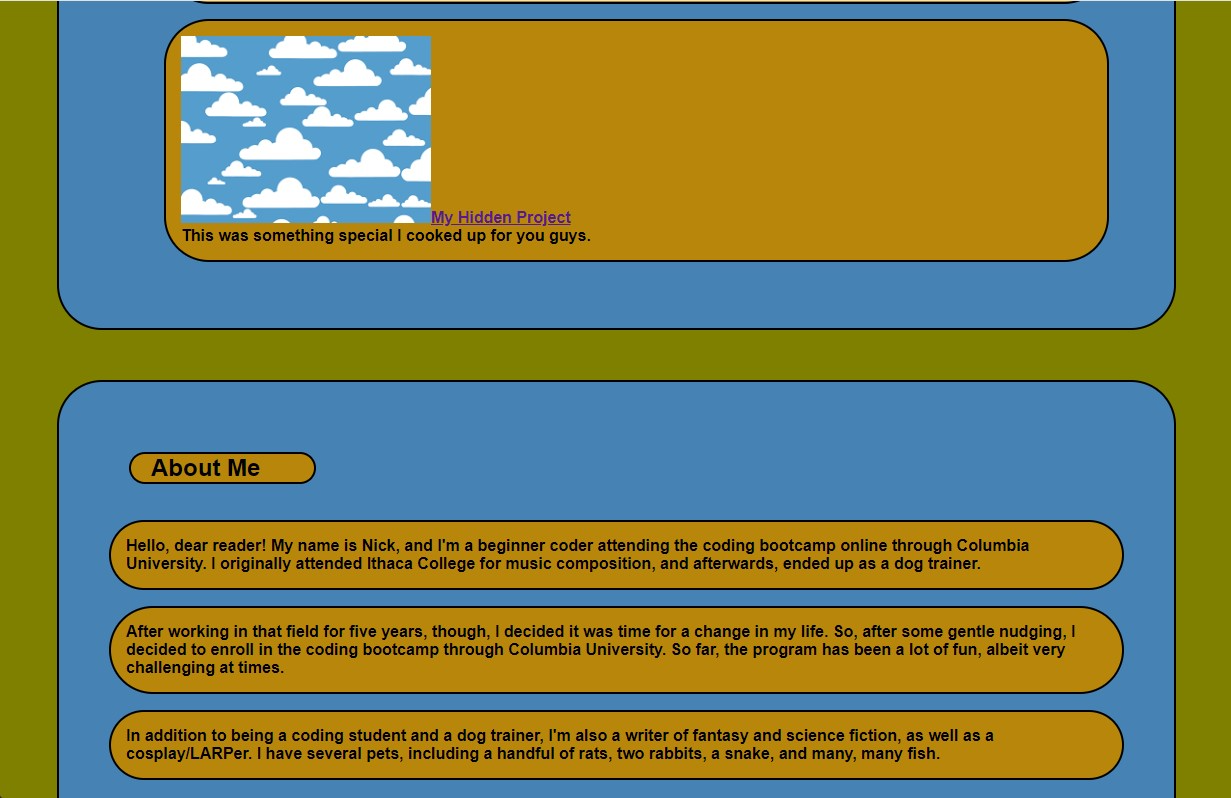 My Hidden Project
This was something special I cooked up for you guys.
About Me
Hello, dear reader! My name is Nick, and I'm a beginner coder attending the coding bootcamp online through Columbia
University. I originally attended Ithaca College for music composition, and afterwards, ended up as a dog trainer.
After working in that field for five years, though, I decided it was time for a change in my life. So, after some gentle nudging, I
decided to enroll in the coding bootcamp through Columbia University. So far, the program has been a lot of fun, albeit very
challenging at times.
In addition to being a coding student and a dog trainer, I'm also a writer of fantasy and science fiction, as well as a
cosplay/LARPer. I have several pets, including a handful of rats, two rabbits, a snake, and many, many fish.